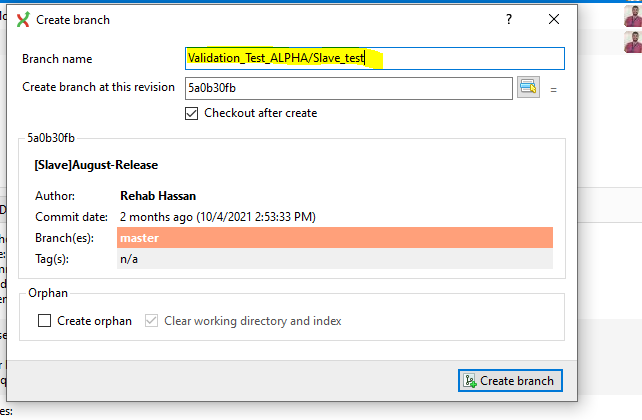 Create branch
?
Branch name
Validation_Test_ALPHA/Slave_test
Create branch at this revision
5a0b30fb
=
Checkout after create
5a0b30fb
[Slave]August-Release
Author: Rehab Hassan
Commit date: 2 months ago (10/4/2021 2:53:33 PM)
Branch(es): master
Tag(s): n/a
Orphan
Create orphan
Clear working directory and index
Create branch
es: